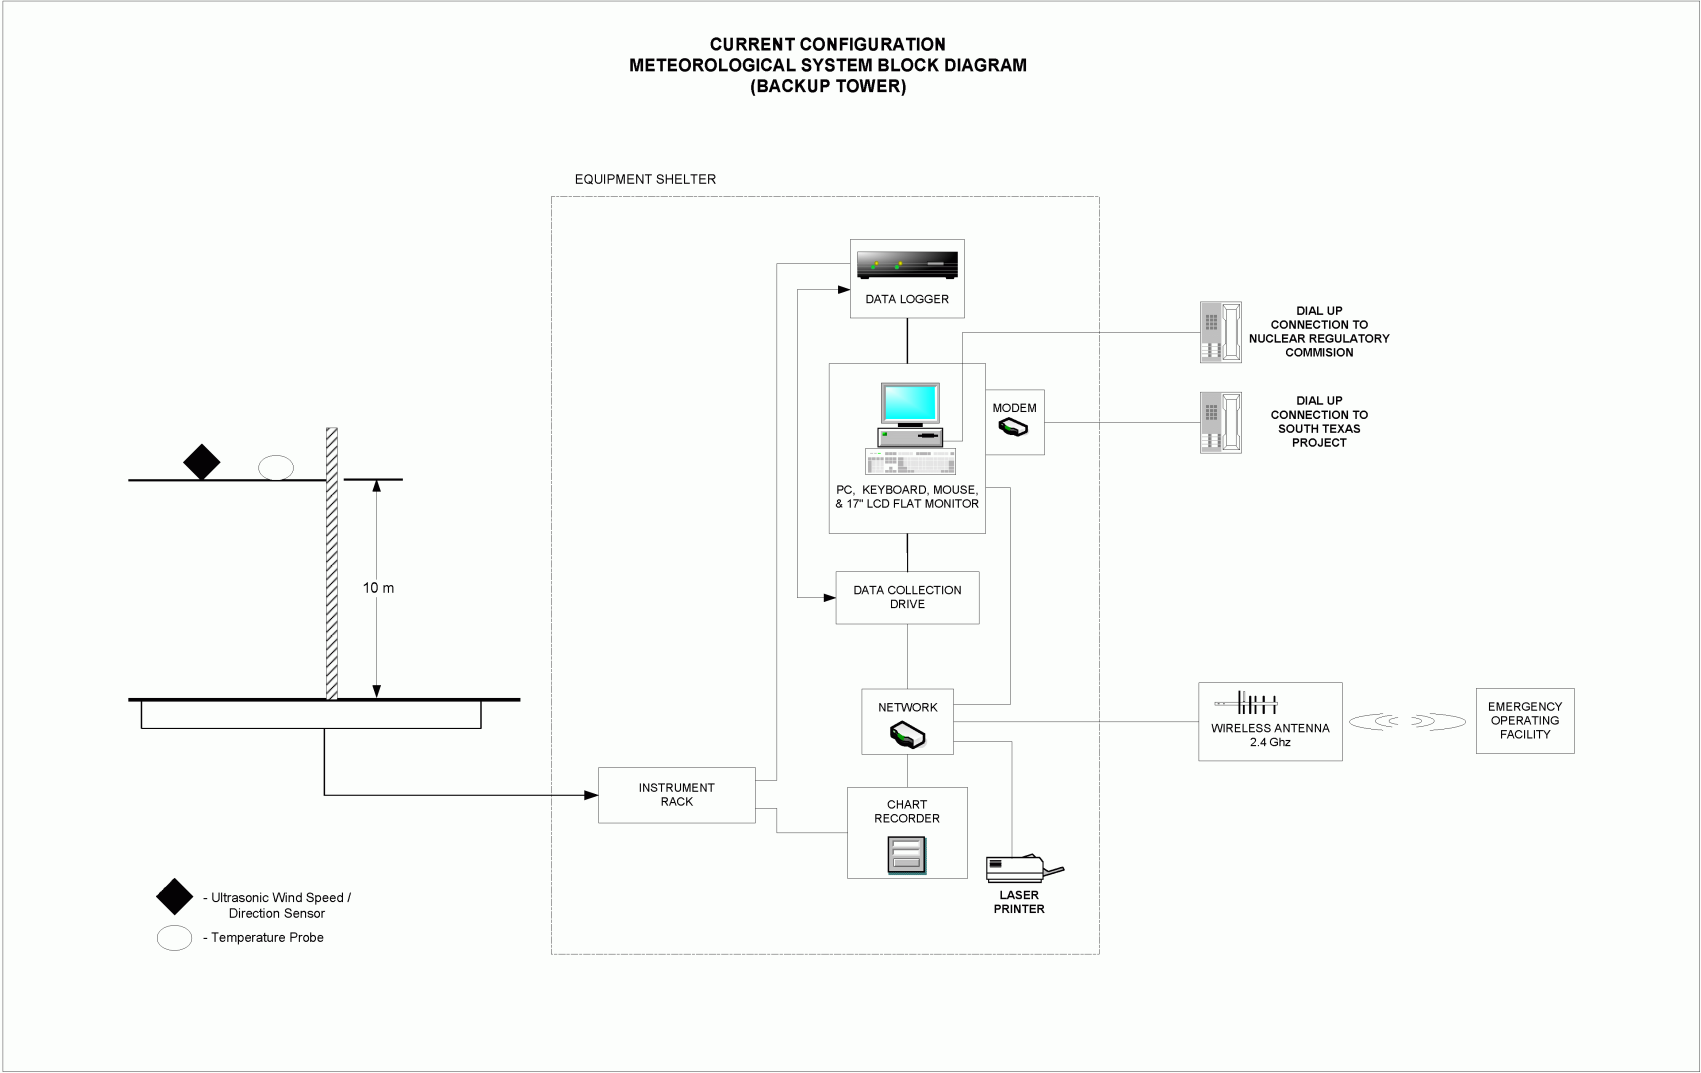 CURRENT CONFIGURATION
METEOROLOGICAL SYSTEM BLOCK DIAGRAM
(BACKUP TOWER)
EQUIPMENT SHELTER
DATA LOGGER
DIAL UP
CONNECTION TO
NUCLEAR REGULATORY
COMMISION
MODEM
DIAL UP
CONNECTION TO
SOUTH TEXAS
PROJECT
PC, KEYBOARD, MOUSE,
& 17" LCD FLAT MONITOR
10 m
DATA COLLECTION
DRIVE
NETWORK
WIRELESS ANTENNA
2.4 Ghz
EMERGENCY
OPERATING
FACILITY
INSTRUMENT
RACK
CHART
RECORDER
LASER
PRINTER
- Ultrasonic Wind Speed /
Direction Sensor
- Temperature Probe